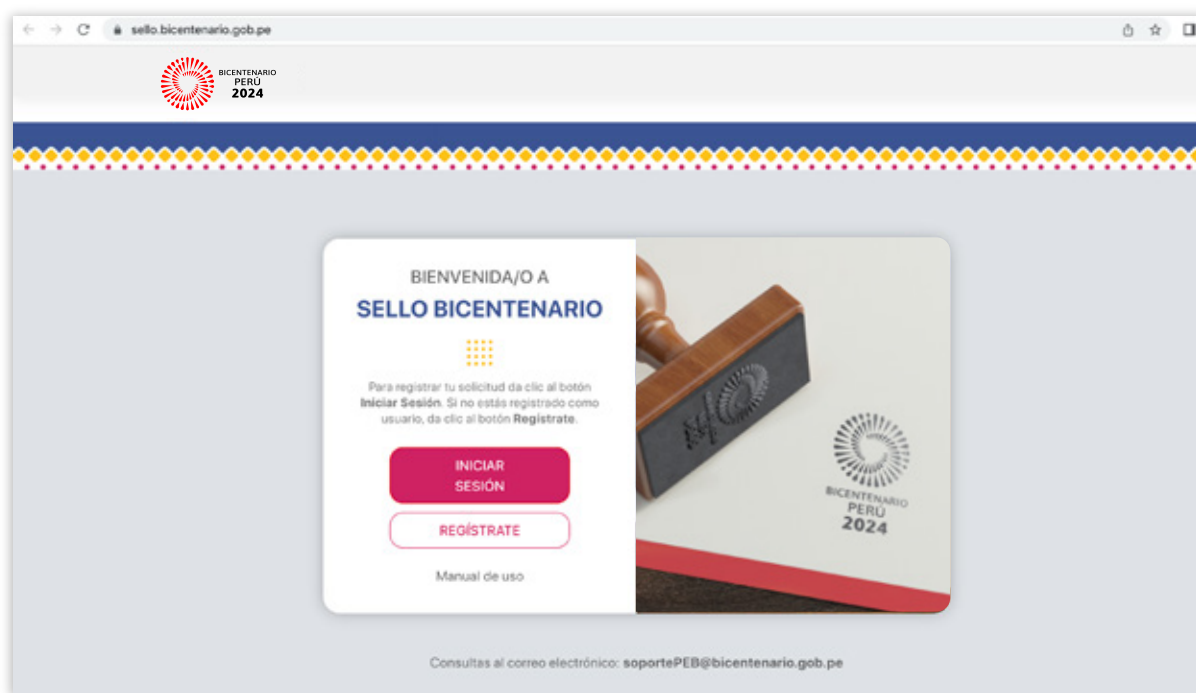 sello.bicentenario.gob.pe
BICENTENARIO
PERÚ
2024
BIENVENIDA/O A
SELLO BICENTENARIO
Para registrar tu solicitud da clic al botón
Iniciar Sesión. Si no estás registrado como
usuario, da clic al botón Regístrate.
INICIAR
SESIÓN
REGÍSTRATE
Manual de uso
BICENTENARIO
PERÚ
2024
Consultas al correo electrónico: soportePEB@bicentenario.gob.pe